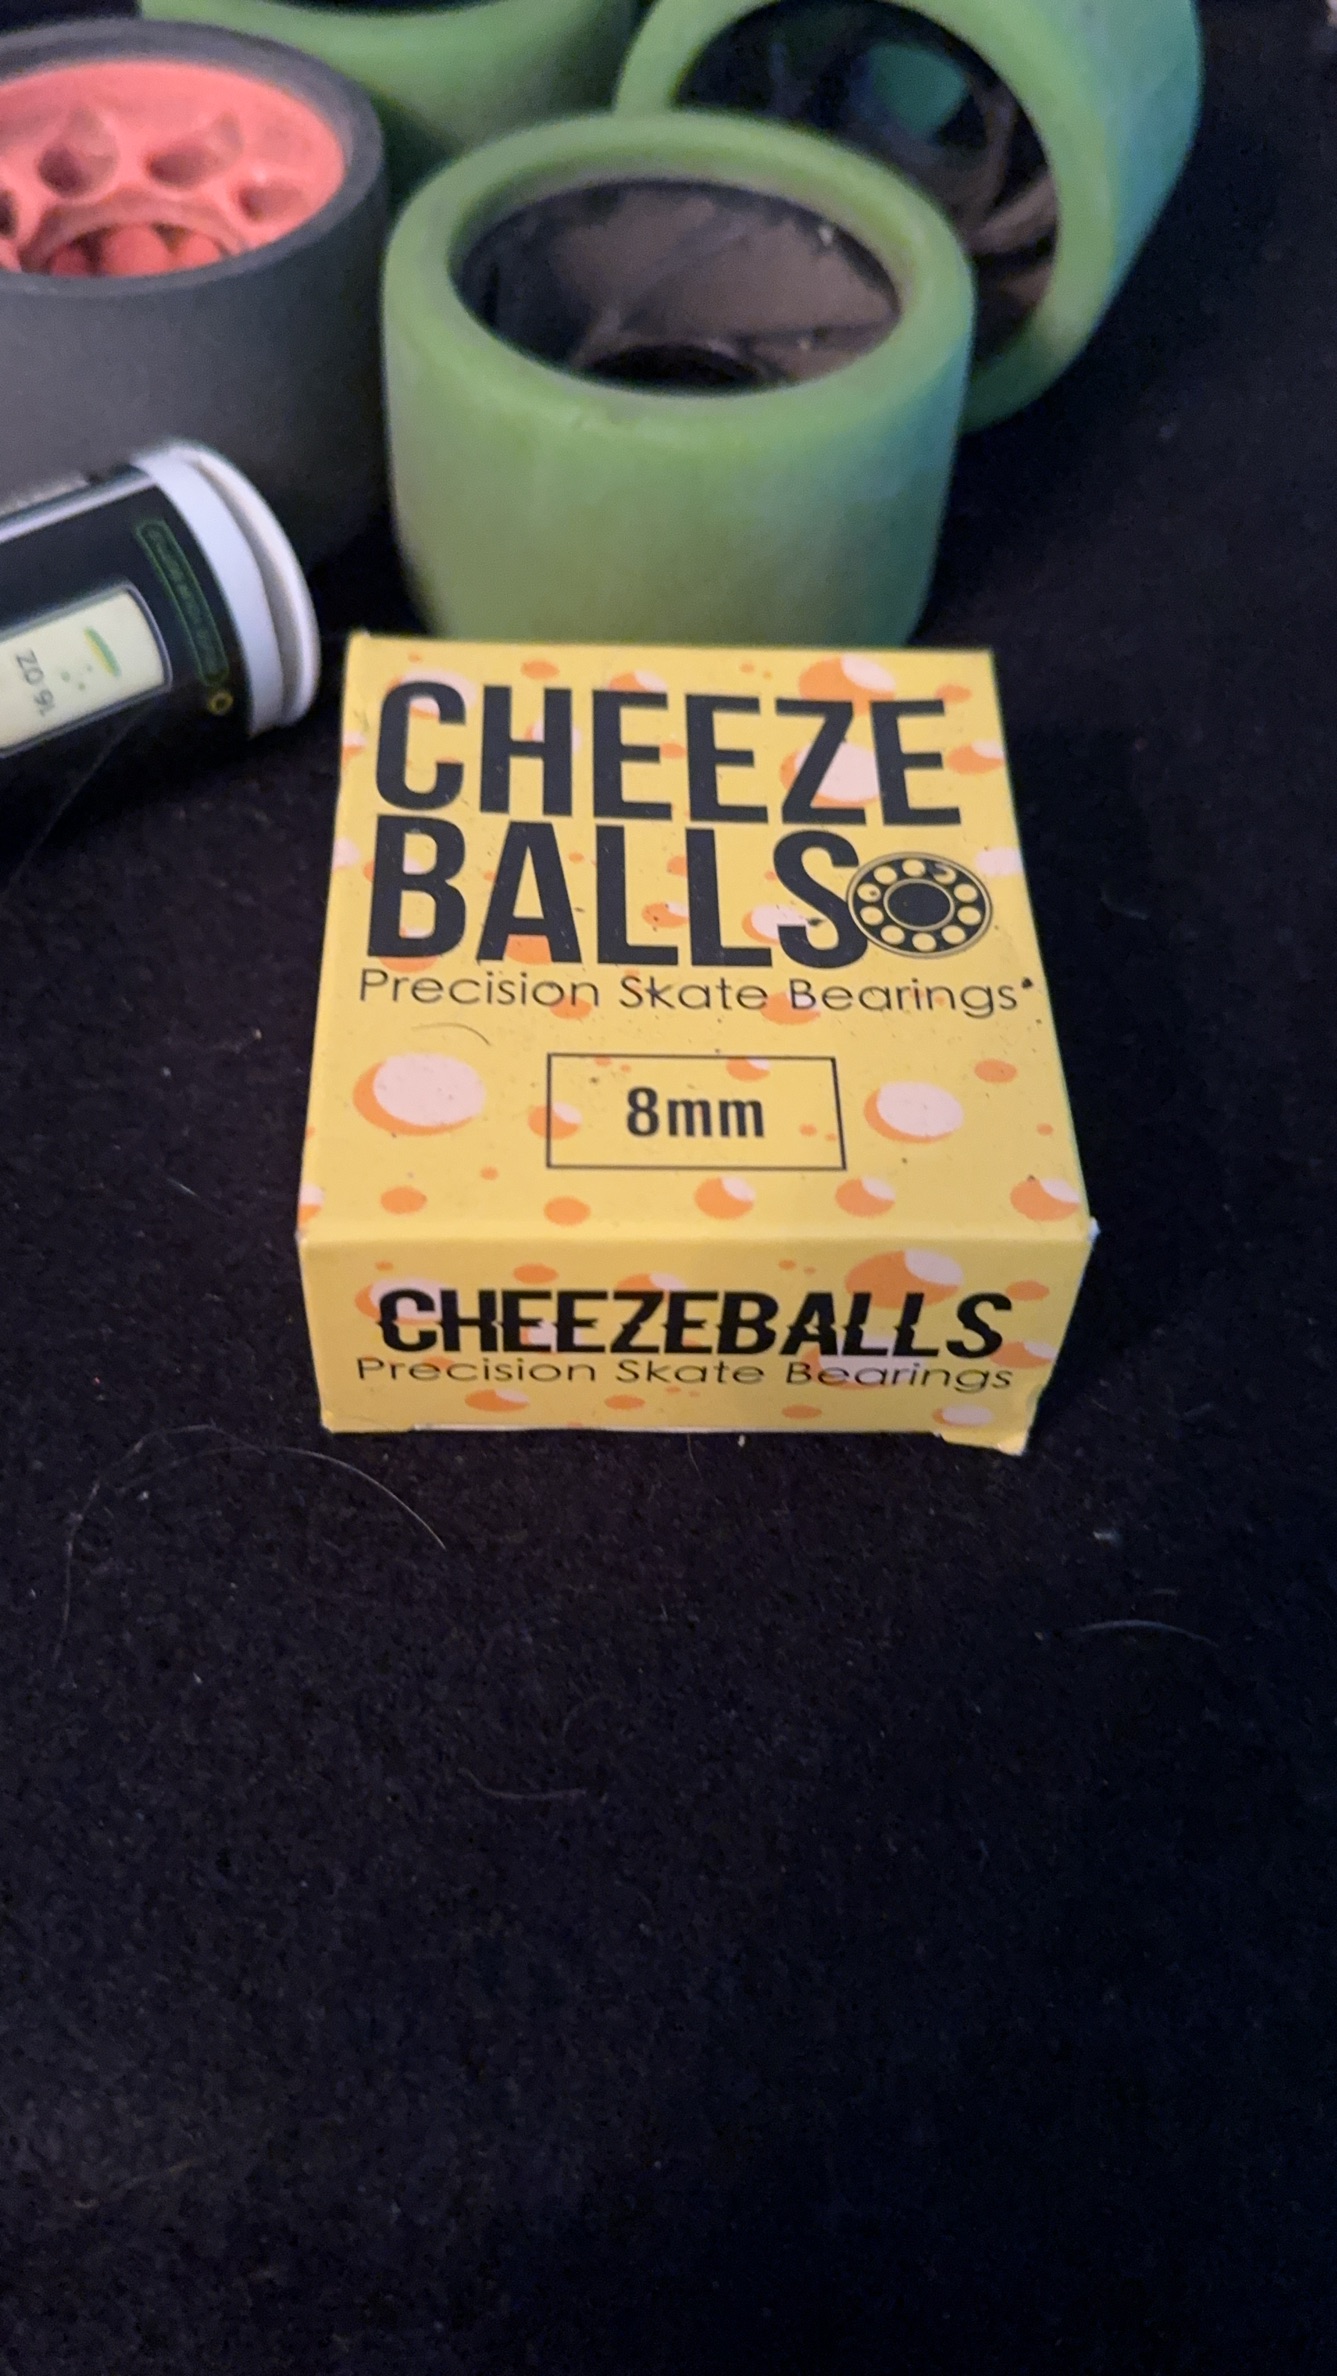 16 OZ
CHEEZE
BALLS
Precision Skate Bearings
8mm
CHEEZEBALLS
Precision Skate Bearings